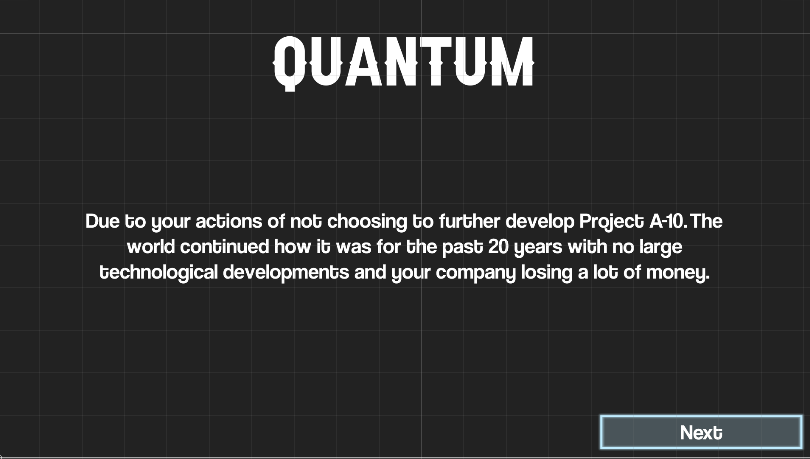 QUANTUM
Due to your actions of not choosing to further develop Project A-10. The
world continued how it was for the past 20 years with no large
technological developments and your company losing a lot of money.
Next